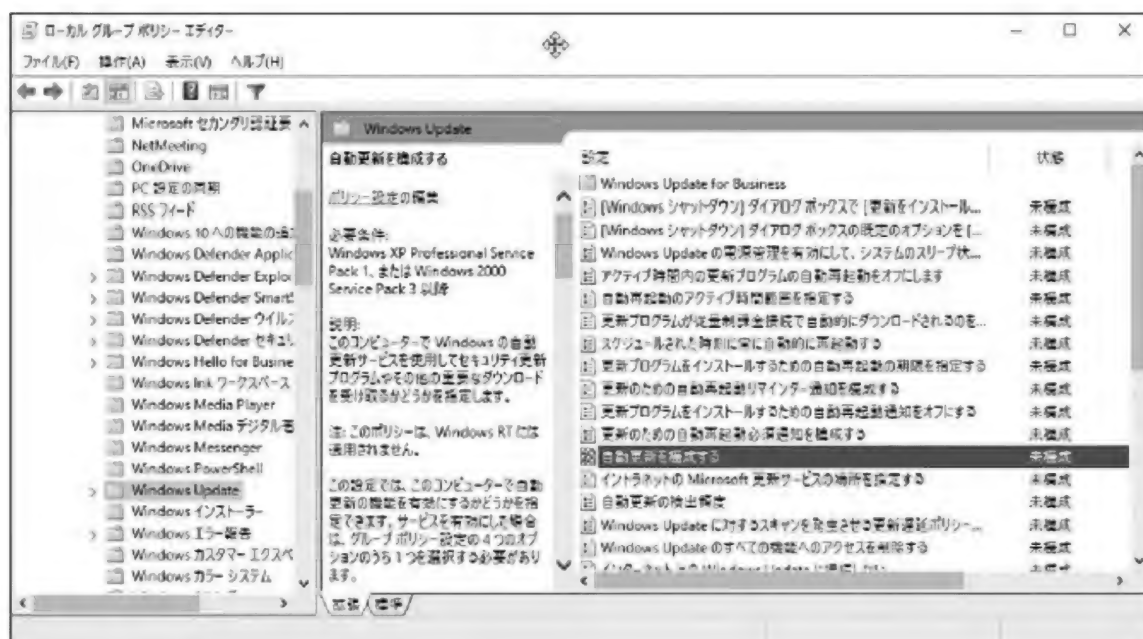 ローカル グループ ポリシー エディター
ファイル(F) 操作(A) 表示(V) ヘルプ(H)
Microsoft セカンダリ認証要
NetMeeting
OneDrive
PC 設定の同期
RSS フィード
Windows 10 への機能の追加
Windows Defender Applic
Windows Defender Exploi
Windows Defender SmartS
Windows Defender ウイルス
Windows Defender セキュリ
Windows Hello for Busine
Windows Ink ワークスペース
Windows Media Player
Windows Media デジタル著
Windows Messenger
Windows PowerShell
Windows Update
Windows インストーラー
Windows エラー報告
Windows カスタマー エクスペ
Windows カラー システム
Windows Update
自動更新を構成する
ポリシー設定の編集
必要条件:
Windows XP Professional Service
Pack 1、または Windows 2000
Service Pack 3 以降
説明:
このコンピューターで Windows の自動
更新サービスを使用してセキュリティ更新
プログラムやその他の重要なダウンロード
を受け取るかどうかを指定します。
注: このポリシーは、Windows RT には
適用されません。
この設定では、このコンピューターで自動
更新の機能を有効にするかどうかを指
定できます。サービスを有効にした場合
は、グループ ポリシー設定の 4 つのオプ
ションのうち 1 つを選択する必要があり
ます。
設定 状態
Windows Update for Business
[Windows シャットダウン] ダイアログ ボックスで [更新をインストール... 未構成
[Windows シャットダウン] ダイアログ ボックスの既定のオプションを [... 未構成
Windows Update の電源管理を有効にして、システムのスリープ状... 未構成
アクティブ時間内の更新プログラムの自動再起動をオフにします 未構成
自動再起動のアクティブ時間範囲を指定する 未構成
更新プログラムが従量制課金接続で自動的にダウンロードされるのを... 未構成
スケジュールされた時刻に常に自動的に再起動する 未構成
更新プログラムをインストールするための自動再起動の期限を指定する 未構成
更新のための自動再起動リマインダー通知を構成する 未構成
更新プログラムをインストールするための自動再起動通知をオフにする 未構成
更新のための自動再起動必須通知を構成する 未構成
自動更新を構成する 未構成
イントラネットの Microsoft 更新サービスの場所を指定する 未構成
自動更新の検出頻度 未構成
Windows Update に対するスキャンを発生させる更新遅延ポリシー... 未構成
Windows Update のすべての機能へのアクセスを削除する 未構成
拡張 標準